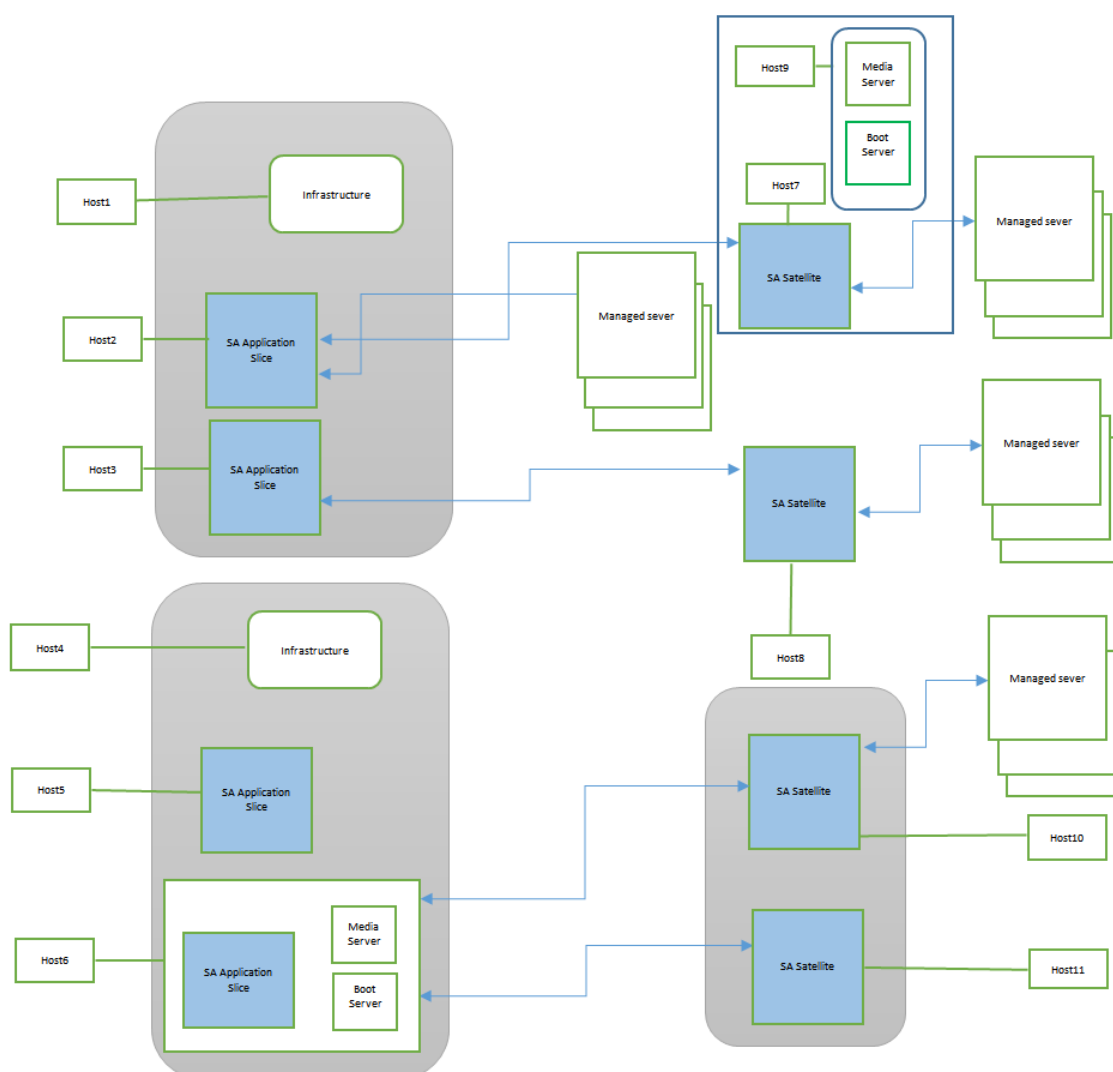 Host9
Media
Server
Boot
Server
Host7
SA Satellite
Managed sever
Host1
Infrastructure
Host2
SA Application
Slice
Managed sever
Host3
SA Application
Slice
SA Satellite
Managed sever
Host4
Infrastructure
Host8
Managed sever
Host5
SA Application
Slice
SA Satellite
Host10
Host6
SA Application
Slice
Media
Server
Boot
Server
SA Satellite
Host11